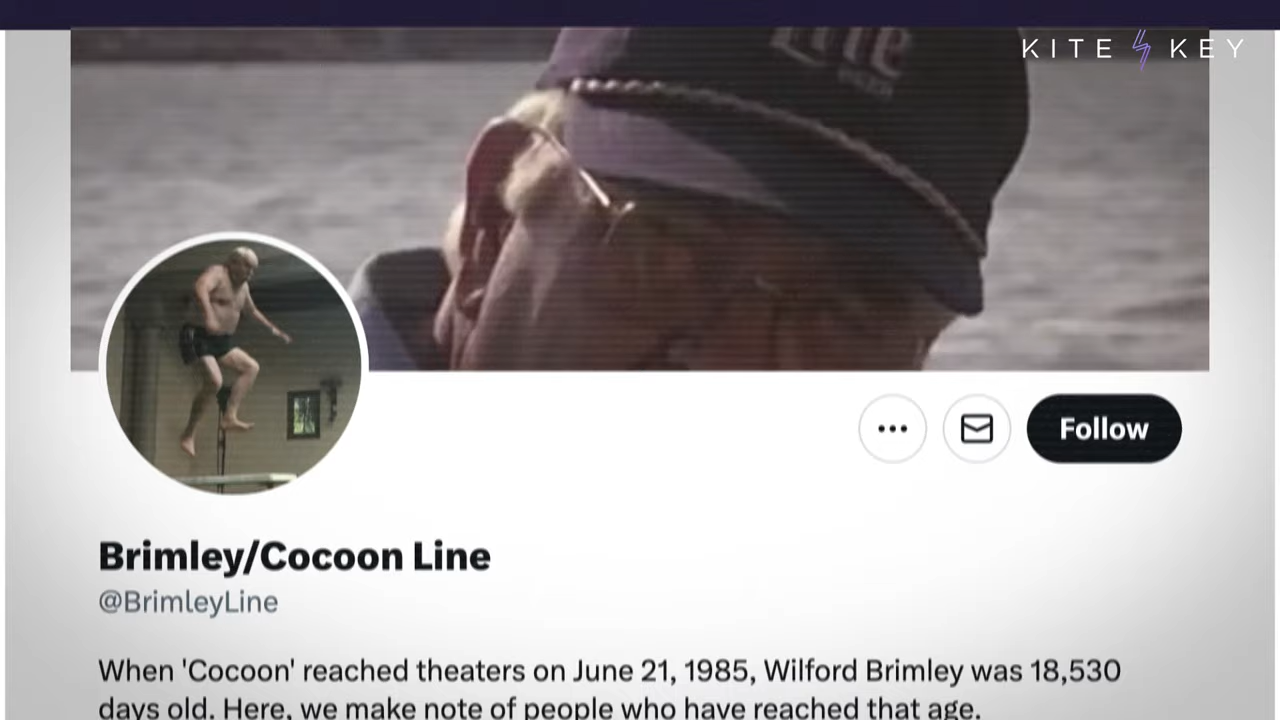 Lite
KITE KEY
Follow
Brimley/Cocoon Line
@BrimleyLine
When 'Cocoon' reached theaters on June 21, 1985, Wilford Brimley was 18,530
days old. Here, we make note of people who have reached that age.